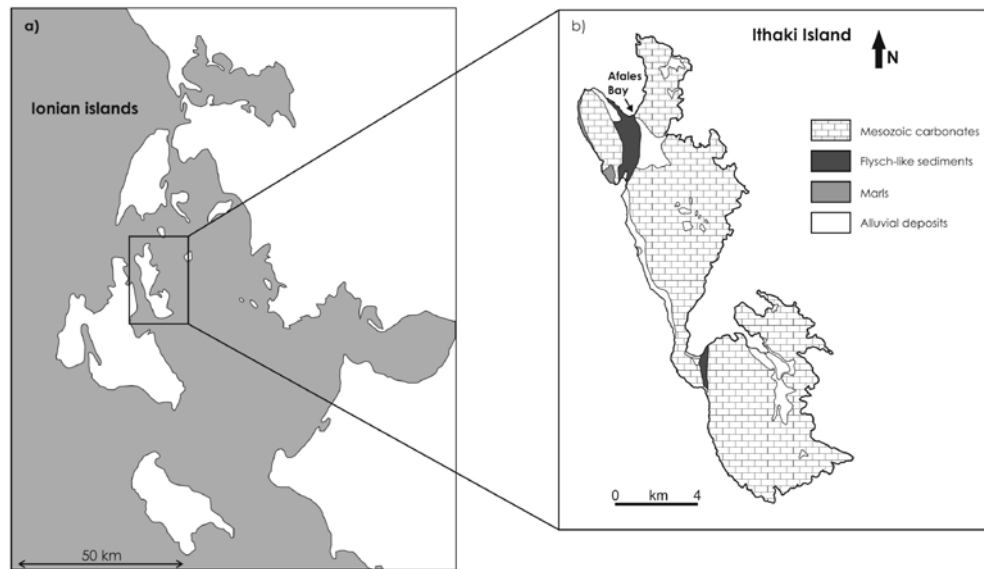 a)
Ionian islands
50 km
b)
Ithaki Island
N
Afales
Bay
Mesozoic carbonates
Flysch-like sediments
Marls
Alluvial deposits
0 km 4